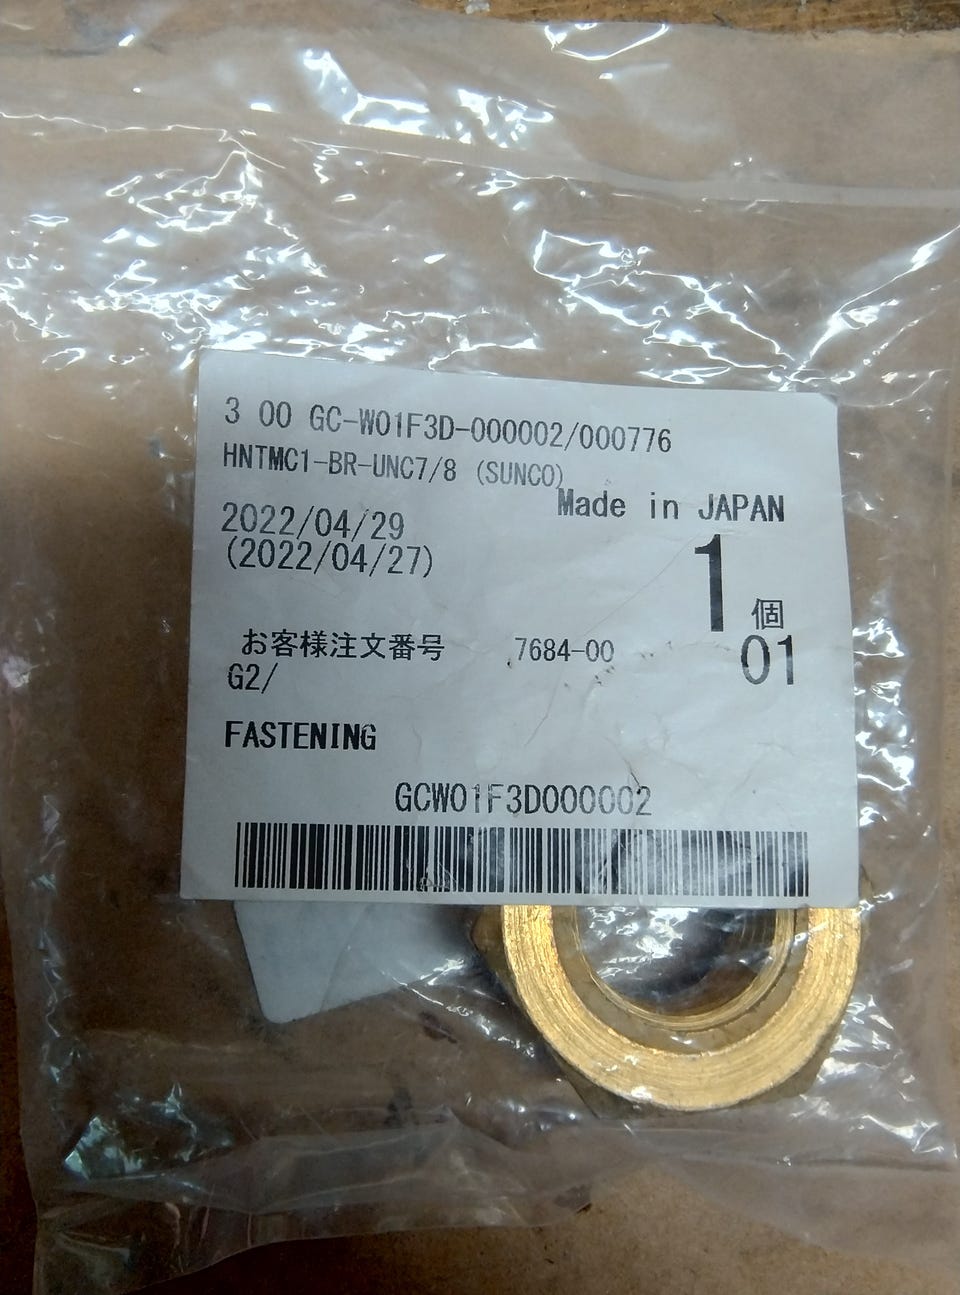 3 00 GC-W01F3D-000002/000776
HNTMC1-BR-UNC7/8 (SUNCO)
Made in JAPAN
2022/04/29
(2022/04/27)
1個
お客様注文番号 7684-00 01
G2/
FASTENING
GCW01F3D000002